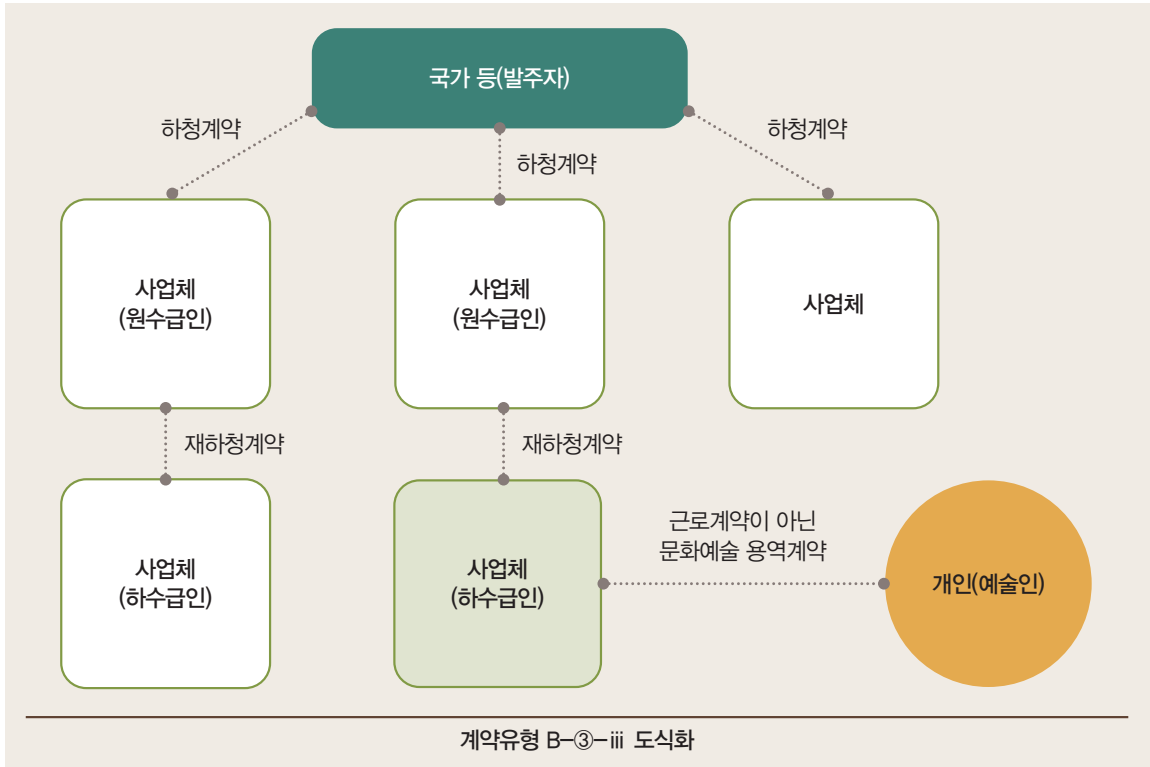 국가 등(발주자)
하청계약
하청계약
하청계약
사업체
(원수급인)
사업체
(원수급인)
사업체
재하청계약
재하청계약
사업체
(하수급인)
사업체
(하수급인)
근로계약이 아닌
문화예술 용역계약
개인(예술인)
계약유형 B-③-ⅲ 도식화